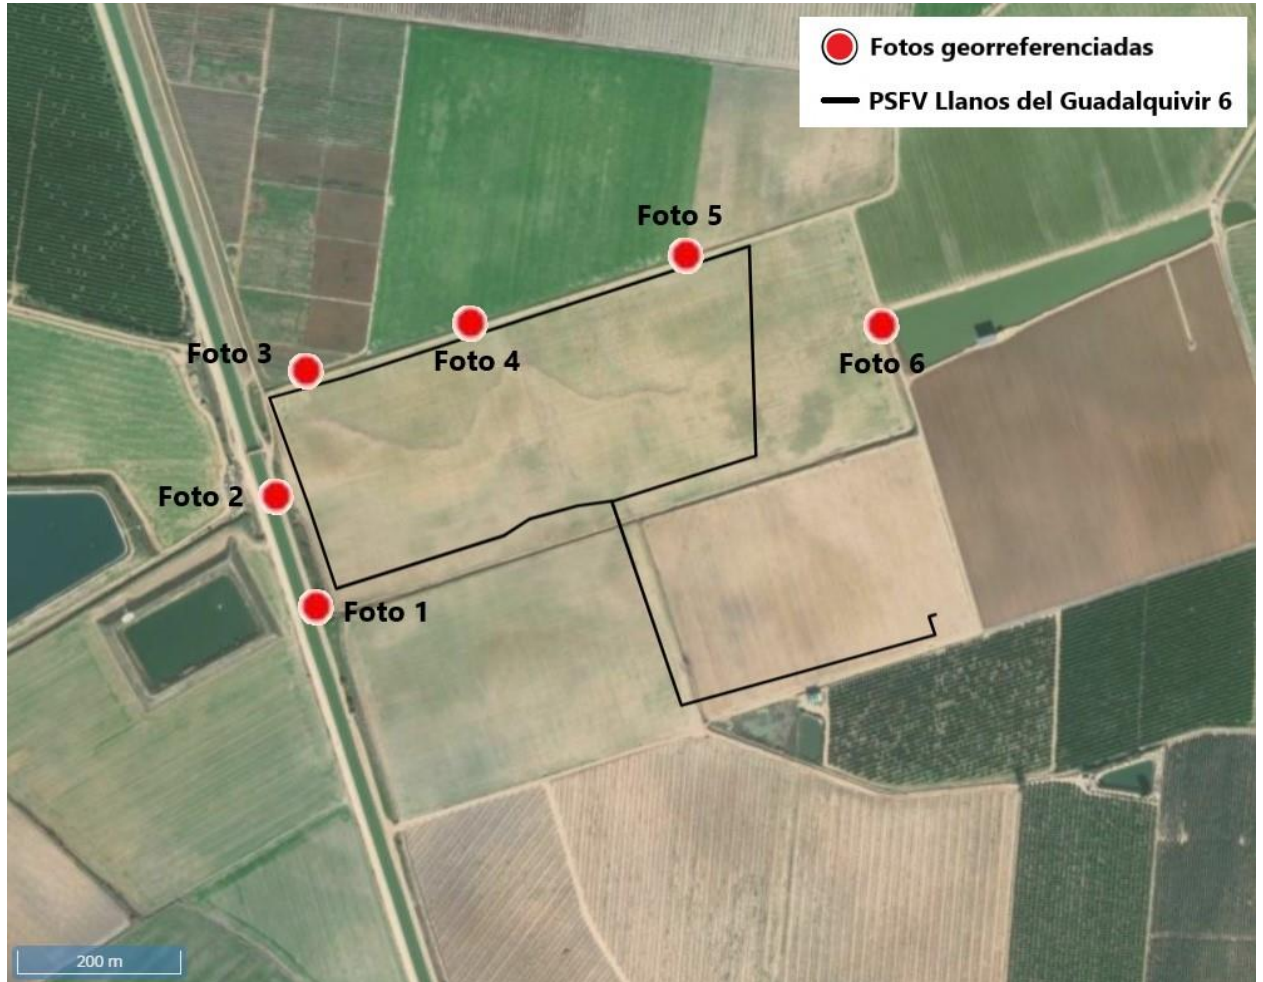 Fotos georreferenciadas
PSFV Llanos del Guadalquivir 6
Foto 5
Foto 3
Foto 4
Foto 6
Foto 2
Foto 1
200 m